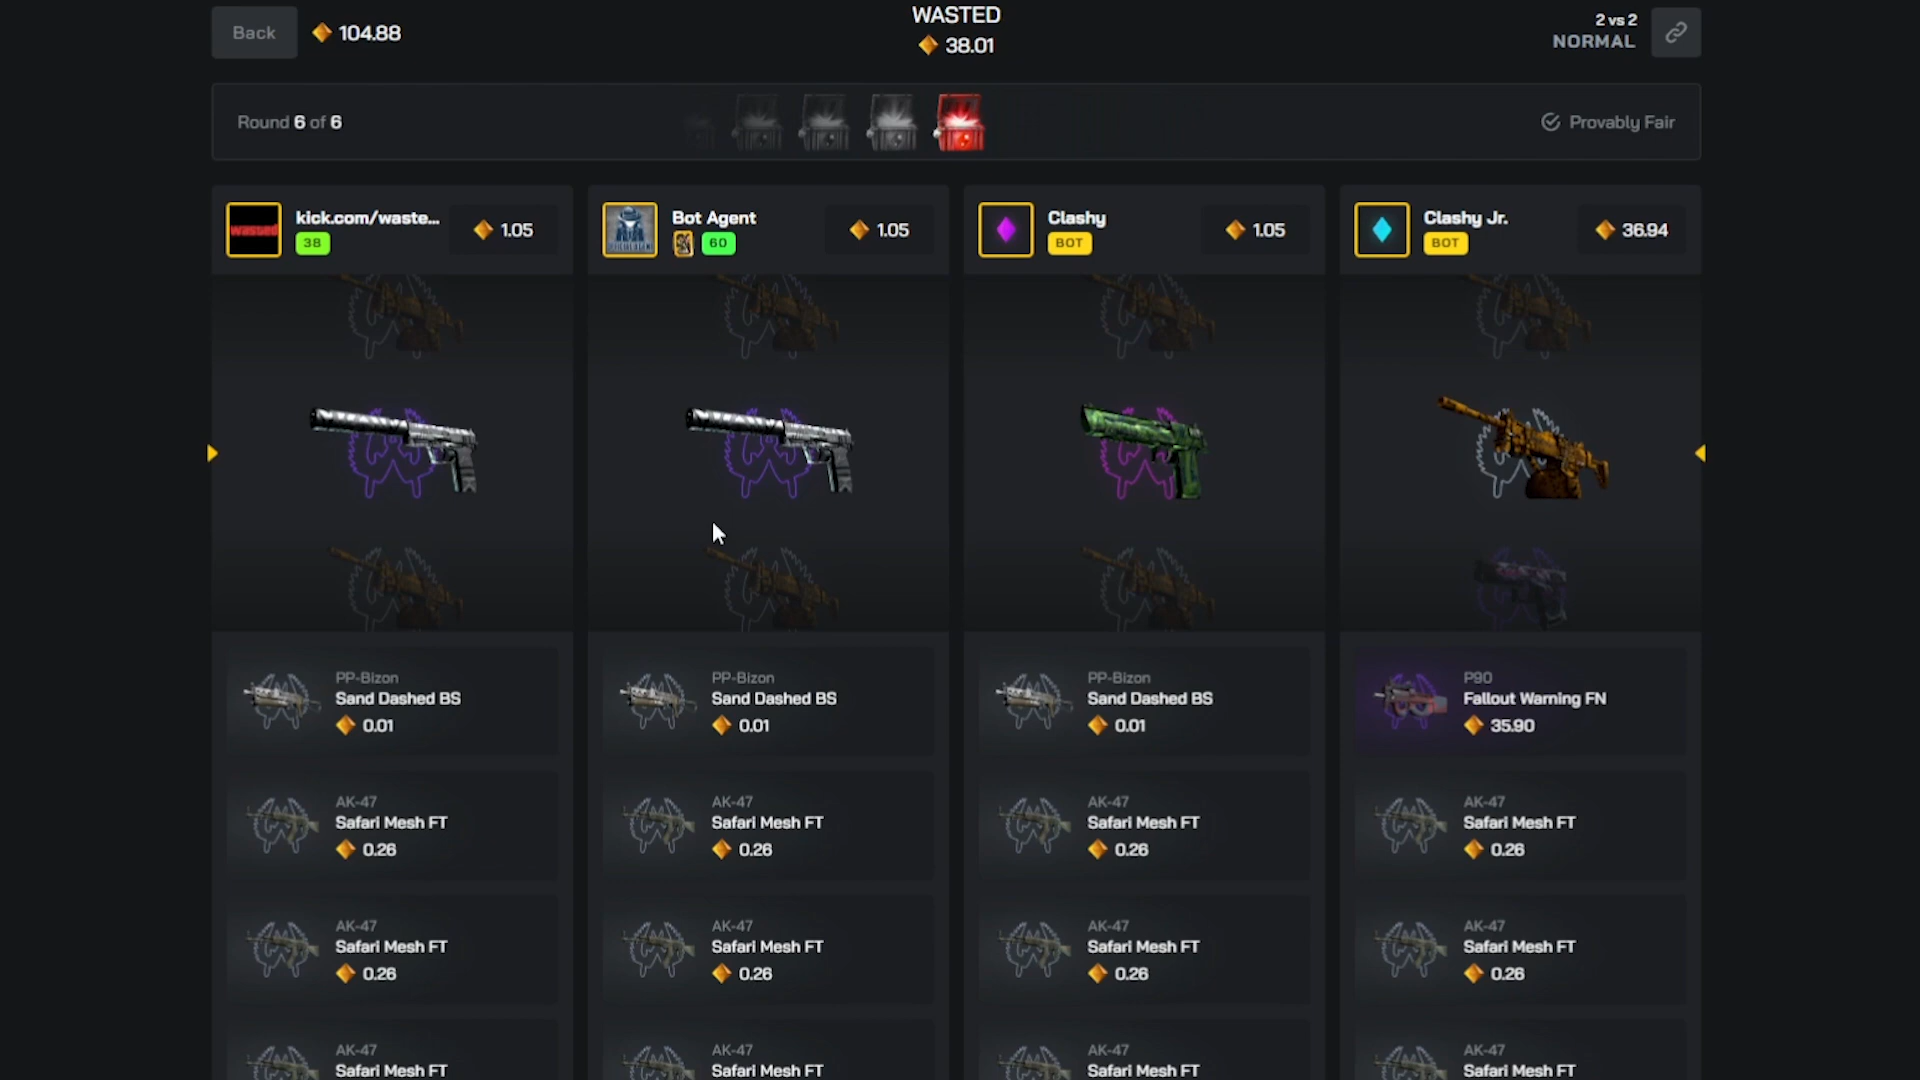 Back
104.88
WASTED
38.01
2 vs 2
NORMAL
Round 6 of 6
Provably Fair
wasted
kick.com/waste...
38
1.05
Bot Agent
60
1.05
Clashy
BOT
1.05
Clashy Jr.
BOT
36.94
PP-Bizon
Sand Dashed BS
0.01
PP-Bizon
Sand Dashed BS
0.01
PP-Bizon
Sand Dashed BS
0.01
P90
Fallout Warning FN
35.90
AK-47
Safari Mesh FT
0.26
AK-47
Safari Mesh FT
0.26
AK-47
Safari Mesh FT
0.26
AK-47
Safari Mesh FT
0.26
AK-47
Safari Mesh FT
0.26
AK-47
Safari Mesh FT
0.26
AK-47
Safari Mesh FT
0.26
AK-47
Safari Mesh FT
0.26
AK-47
Safari Mesh FT
AK-47
Safari Mesh FT
AK-47
Safari Mesh FT
AK-47
Safari Mesh FT